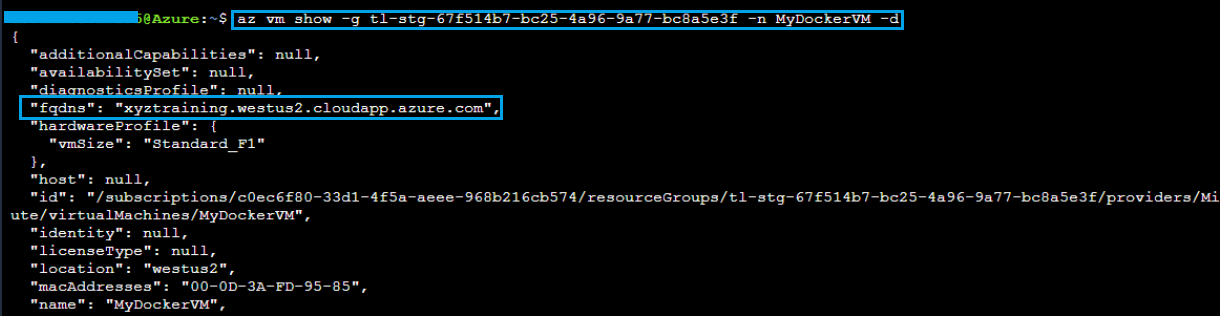 6@Azure:~$ az vm show -g tl-stg-67f514b7-bc25-4a96-9a77-bc8a5e3f -n MyDockerVM -d
{
  "additionalCapabilities": null,
  "availabilitySet": null,
  "diagnosticsProfile": null,
  "fqdns": "xyztraining.westus2.cloudapp.azure.com",
  "hardwareProfile": {
    "vmSize": "Standard_F1"
  },
  "host": null,
  "id": "/subscriptions/c0ec6f80-33d1-4f5a-aeee-968b216cb574/resourceGroups/tl-stg-67f514b7-bc25-4a96-9a77-bc8a5e3f/providers/Mi
ute/virtualMachines/MyDockerVM",
  "identity": null,
  "licenseType": null,
  "location": "westus2",
  "macAddresses": "00-0D-3A-FD-95-85",
  "name": "MyDockerVM",